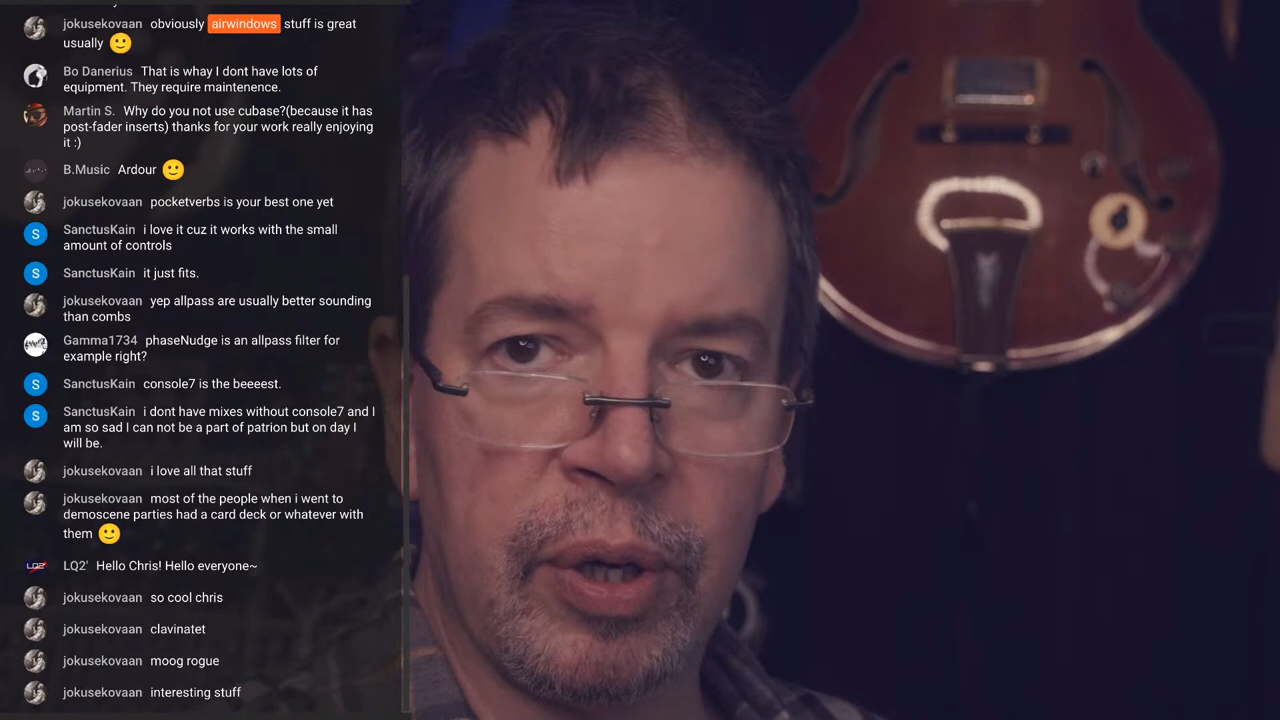 jokusekovaan obviously airwindows stuff is great
usually
Bo Danerius That is whay I dont have lots of
equipment. They require maintenence.
Martin S. Why do you not use cubase?(because it has
post-fader inserts) thanks for your work really enjoying
it :)
B.Music Ardour
jokusekovaan pocketverbs is your best one yet
SanctusKain i love it cuz it works with the small
amount of controls
SanctusKain it just fits.
jokusekovaan yep allpass are usually better sounding
than combs
Gamma1734 phaseNudge is an allpass filter for
example right?
SanctusKain console7 is the beeeest.
SanctusKain i dont have mixes without console7 and I
am so sad I can not be a part of patrion but on day I
will be.
jokusekovaan i love all that stuff
jokusekovaan most of the people when i went to
demoscene parties had a card deck or whatever with
them
LQ2' Hello Chris! Hello everyone~
jokusekovaan so cool chris
jokusekovaan clavinatet
jokusekovaan moog rogue
jokusekovaan interesting stuff